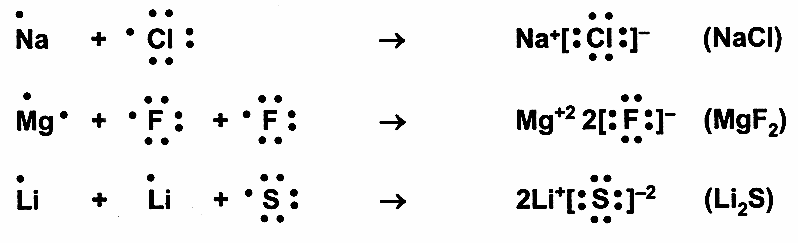 Na + Cl → Na⁺[:Cl:]⁻ (NaCl)
Mg + F + F → Mg⁺² 2[:F:]⁻ (MgF₂)
Li + Li + S → 2Li⁺[:S:]⁻² (Li₂S)